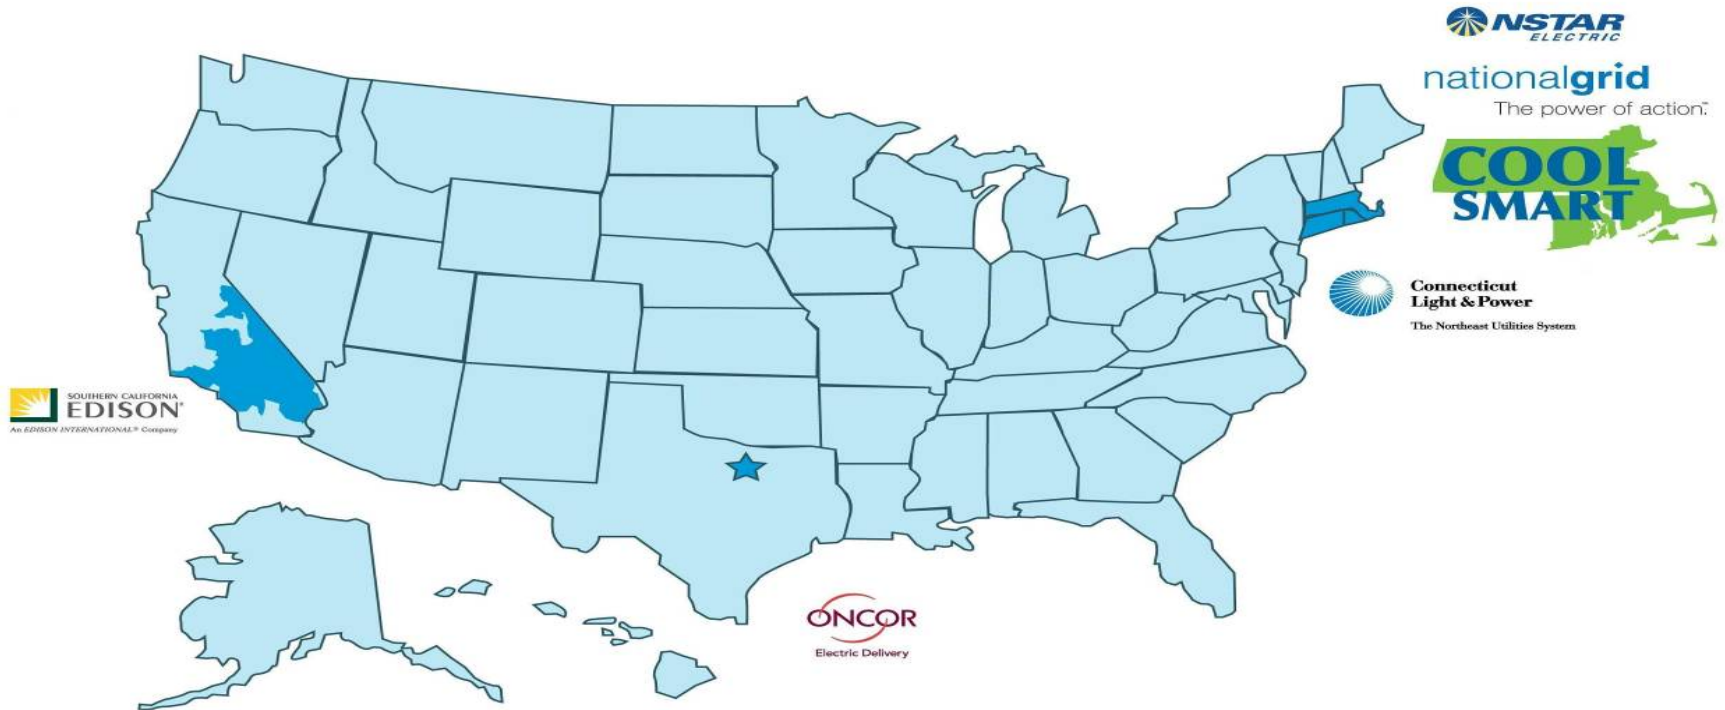 NSTAR
ELECTRIC
nationalgrid
The power of action.™
COOL
SMART
Connecticut
Light & Power
The Northeast Utilities System
SOUTHERN CALIFORNIA
EDISON®
An EDISON INTERNATIONAL® Company
ONCOR
Electric Delivery